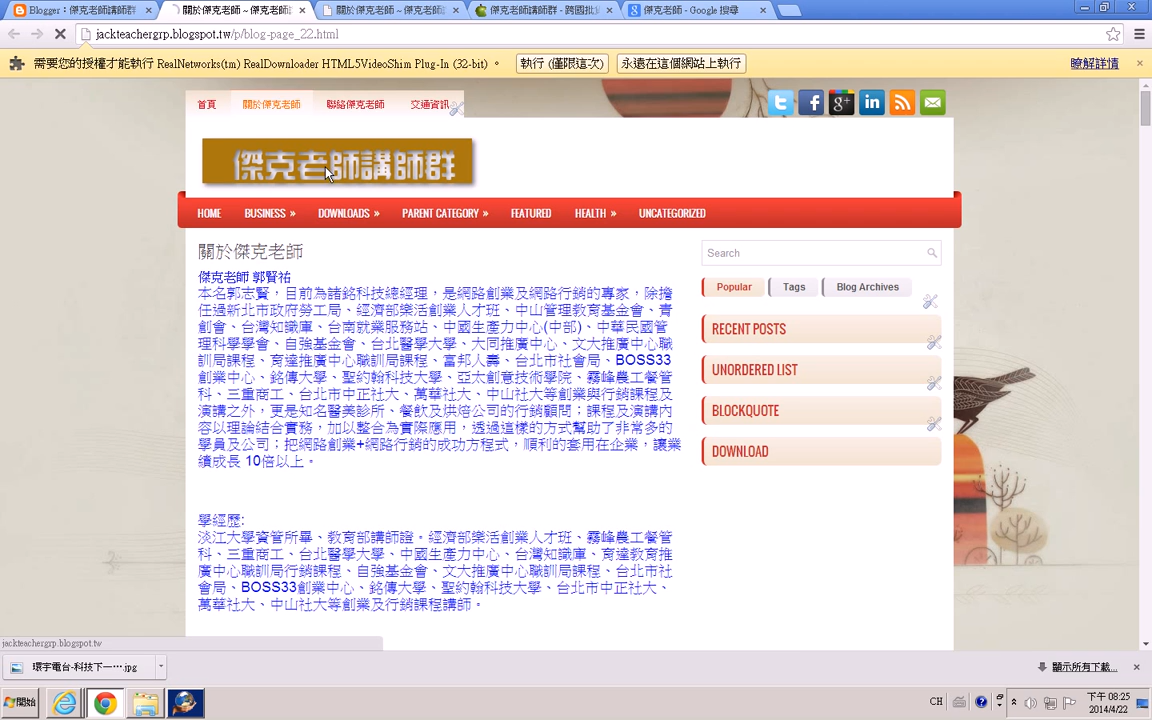 Blogger：傑克老師講師群
關於傑克老師 ~ 傑克老師
關於傑克老師 ~ 傑克老師
傑克老師講師群 - 跨國批
傑克老師 - Google 搜尋
jackteachergrp.blogspot.tw/p/blog-page_22.html
需要您的授權才能執行 RealNetworks(tm) RealDownloader HTML5VideoShim Plug-In (32-bit) 。
執行 (僅限這次)
永遠在這個網站上執行
瞭解詳情
首頁
關於傑克老師
聯絡傑克老師
交通資訊
傑克老師講師群
HOME
BUSINESS »
DOWNLOADS »
PARENT CATEGORY »
FEATURED
HEALTH »
UNCATEGORIZED
關於傑克老師
傑克老師 郭賢祐
本名郭志賢，目前為諸銘科技總經理，是網路創業及網路行銷的專家，除擔
任過新北市政府勞工局、經濟部樂活創業人才班、中山管理教育基金會、青
創會、台灣知識庫、台南就業服務站、中國生產力中心(中部)、中華民國管
理科學學會、自強基金會、台北醫學大學、大同推廣中心、文大推廣中心職
訓局課程、育達推廣中心職訓局課程、富邦人壽、台北市社會局、BOSS33
創業中心、銘傳大學、聖約翰科技大學、亞太創意技術學院、霧峰農工餐管
科、三重商工、台北市中正社大、萬華社大、中山社大等創業與行銷課程及
演講之外，更是知名醫美診所、餐飲及烘焙公司的行銷顧問；課程及演講內
容以理論結合實務，加以整合為實際應用，透過這樣的方式幫助了非常多的
學員及公司；把網路創業+網路行銷的成功方程式，順利的套用在企業，讓業
績成長 10倍以上。
學經歷:
淡江大學資管所畢、教育部講師證。經濟部樂活創業人才班、霧峰農工餐管
科、三重商工、台北醫學大學、中國生產力中心、台灣知識庫、育達教育推
廣中心職訓局行銷課程、自強基金會、文大推廣中心職訓局課程、台北市社
會局、BOSS33創業中心、銘傳大學、聖約翰科技大學、台北市中正社大、
萬華社大、中山社大等創業及行銷課程講師。
Search
Popular
Tags
Blog Archives
RECENT POSTS
UNORDERED LIST
BLOCKQUOTE
DOWNLOAD
jackteachergrp.blogspot.tw
環宇電台-科技下一....jpg
顯示所有下載...
開始
CH
下午 08:25
2014/4/22